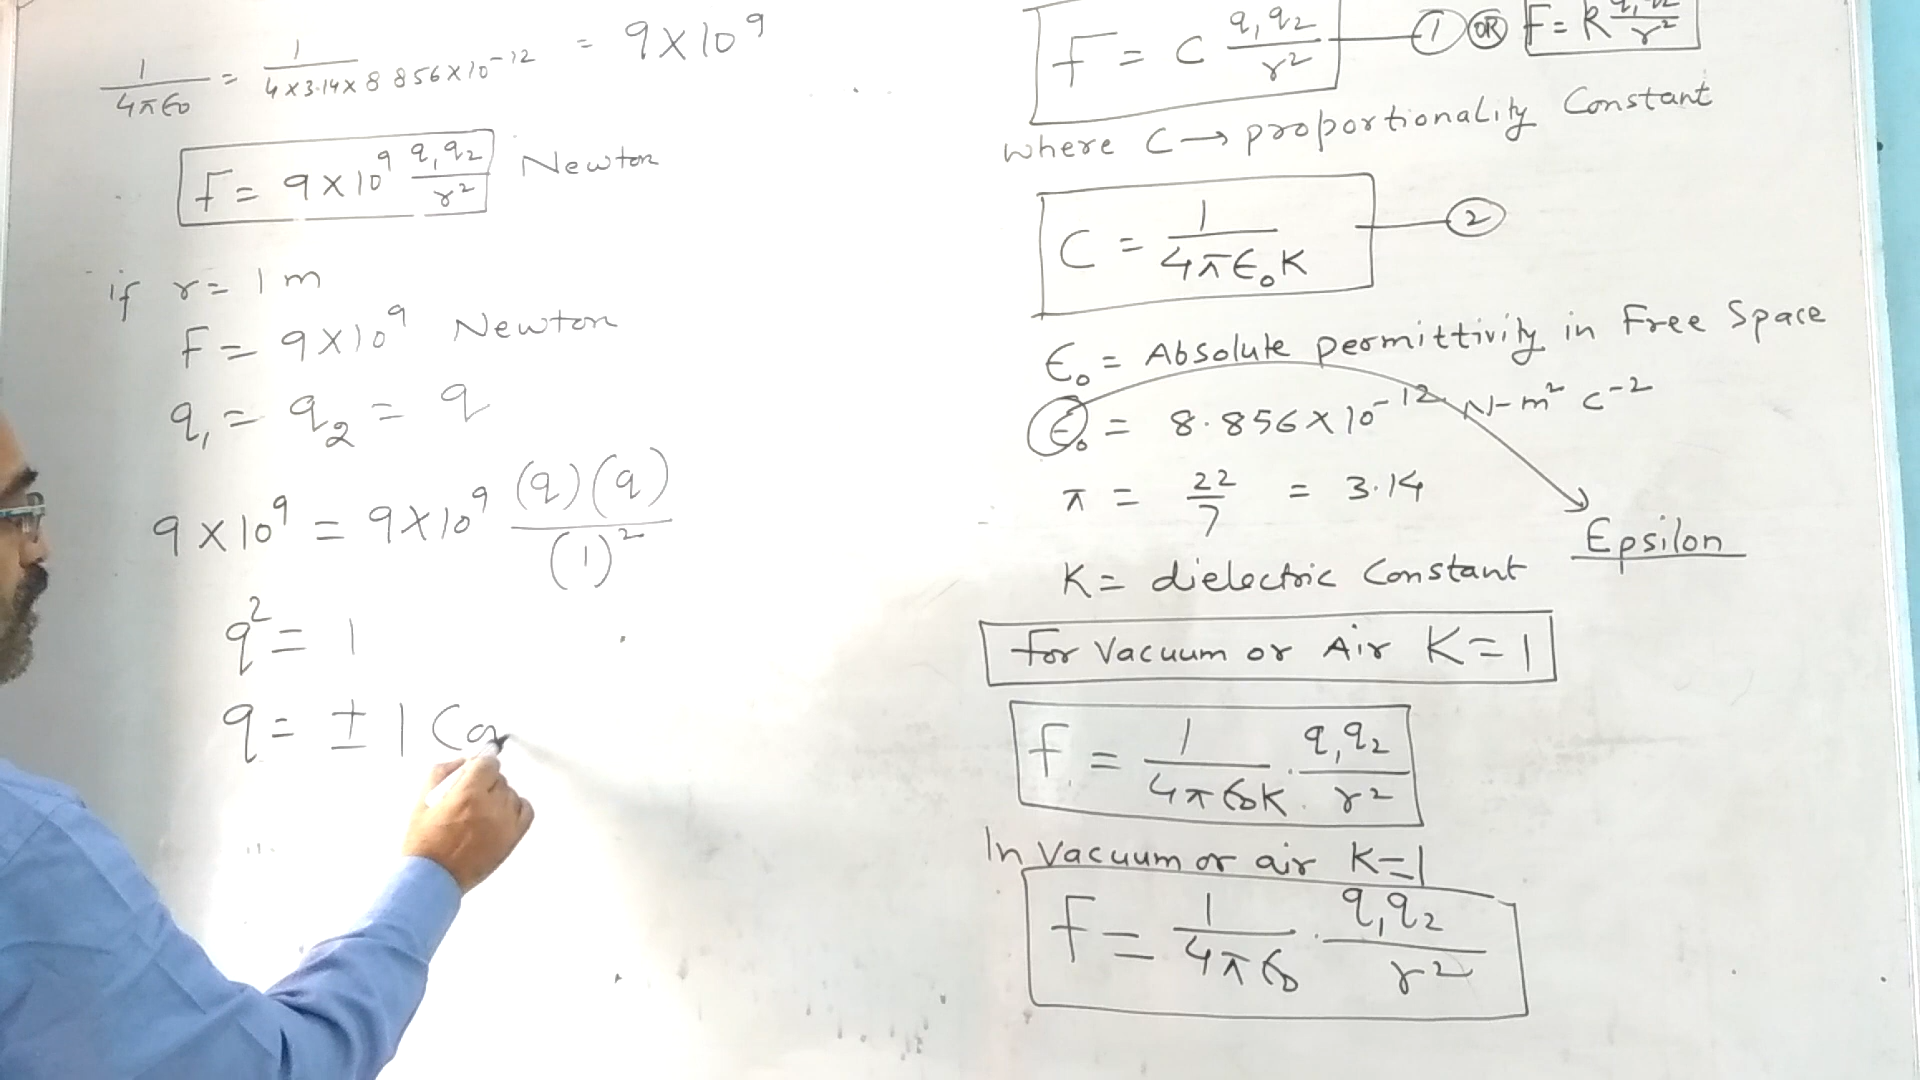 1/4πε₀ = 1/4×3.14×8 856×10⁻¹² = 9×10⁹
F = 9×10⁹ q₁q₂/r² Newton
if r = 1 m
F = 9×10⁹ Newton
q₁ = q₂ = q
9×10⁹ = 9×10⁹ (q)(q)/(1)²
q² = 1
q = ± 1 Co
F = C q₁q₂/r² ① OR F = K q₁q₂/r²
where C → proportionality Constant
C = 1/4πε₀K ②
ε₀ = Absolute permittivity in Free Space
ε₀ = 8.856×10⁻¹² N-m² c⁻²
π = 22/7 = 3.14
Epsilon
K = dielectric Constant
For Vacuum or Air K = 1
F = 1/4πε₀K . q₁q₂/r²
In Vacuum or air K=1
F = 1/4πε₀ . q₁q₂/r²